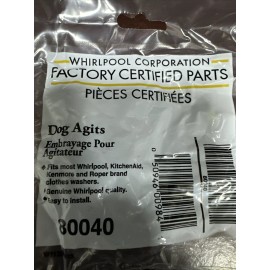 WHIRLPOOL CORPORATION
FACTORY CERTIFIED PARTS
PIÈCES CERTIFIÉES
Dog Agits
Embrayage Pour
Agitateur
• Fits most Whirlpool, KitchenAid,
Kenmore and Roper brand
clothes washers.
• Genuine Whirlpool quality.
• Easy to install.
80040